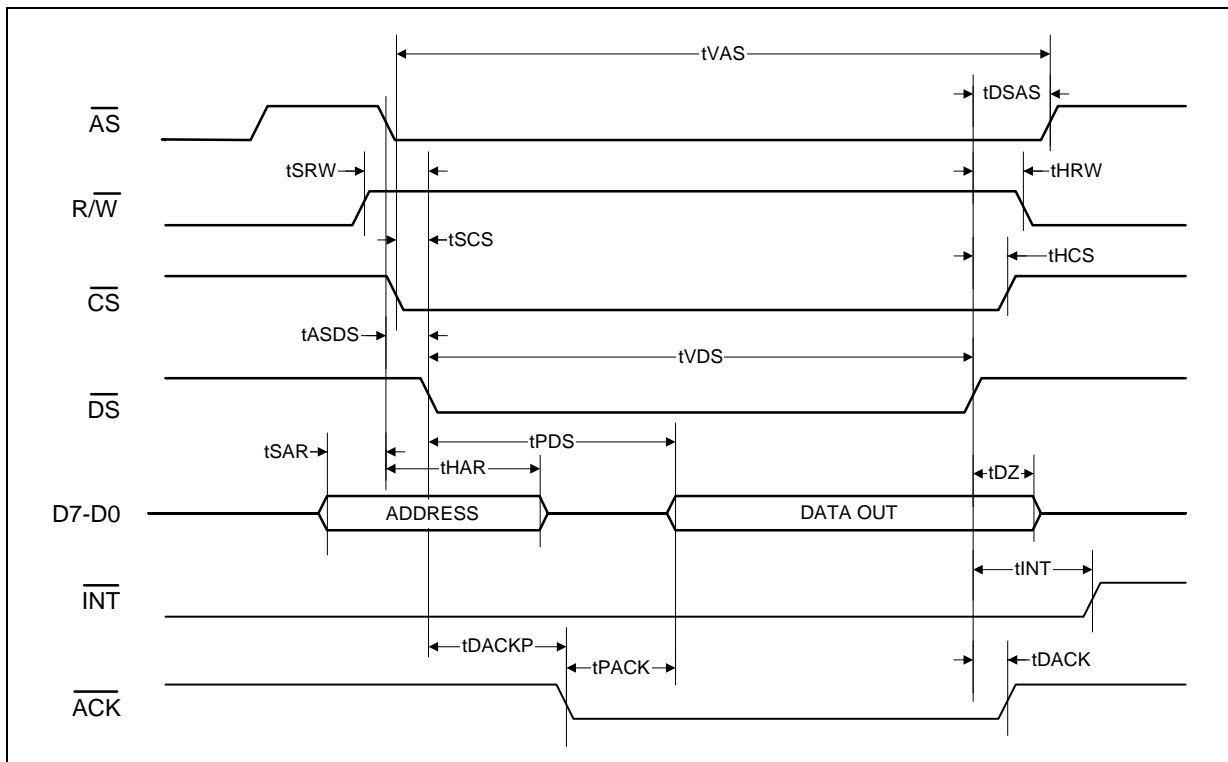 tVAS
tDSAS
AS
tSRW
tHRW
R/W
tSCS
tHCS
CS
tASDS
tVDS
DS
tPDS
tSAR
tHAR
tDZ
D7-D0
ADDRESS
DATA OUT
tINT
INT
tDACKP
tPACK
tDACK
ACK